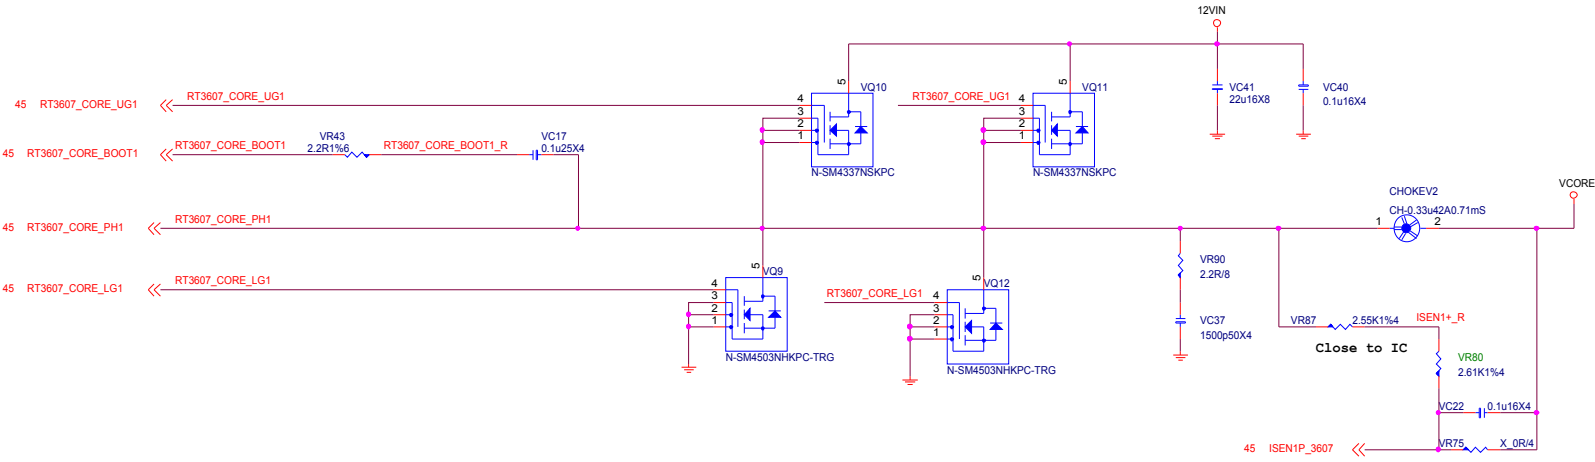 12VIN
45 RT3607_CORE_UG1 RT3607_CORE_UG1
4
3
2
1
5
VQ10
N-SM4337NSKPC
RT3607_CORE_UG1
4
3
2
1
5
VQ11
N-SM4337NSKPC
VC41
22u16X8
VC40
0.1u16X4
45 RT3607_CORE_BOOT1 RT3607_CORE_BOOT1
VR43
2.2R1%6
RT3607_CORE_BOOT1_R
VC17
0.1u25X4
45 RT3607_CORE_PH1 RT3607_CORE_PH1
CHOKEV2
CH-0.33u42A0.71mS
1
2
VCORE
45 RT3607_CORE_LG1 RT3607_CORE_LG1
4
3
2
1
5
VQ9
N-SM4503NHKPC-TRG
RT3607_CORE_LG1
4
3
2
1
5
VQ12
N-SM4503NHKPC-TRG
VR90
2.2R/8
VC37
1500p50X4
VR87 2.55K1%4 ISEN1+_R
Close to IC
VR80
2.61K1%4
VC22 0.1u16X4
45 ISEN1P_3607
VR75 X_0R/4